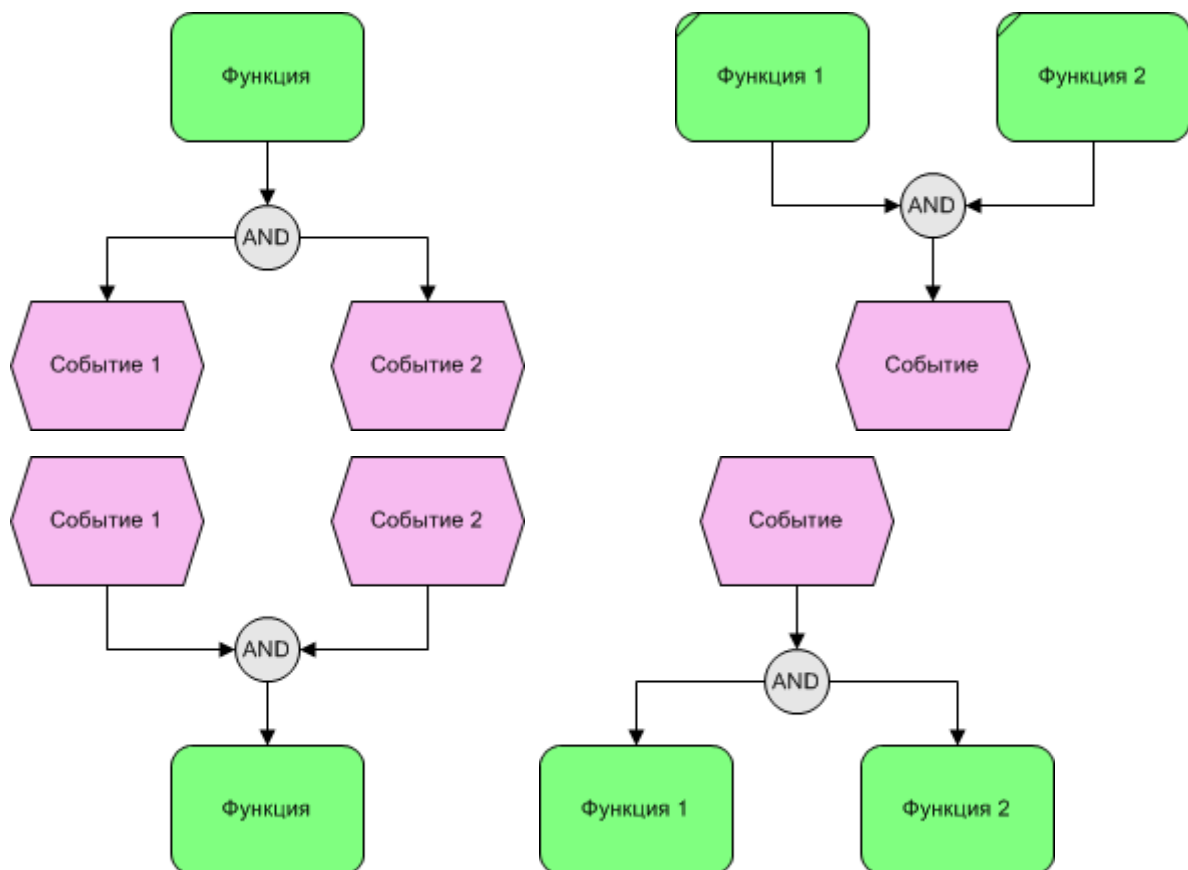 Функция
AND
Событие 1
Событие 2
Функция 1
Функция 2
AND
Событие
Событие 1
Событие 2
AND
Функция
Событие
AND
Функция 1
Функция 2